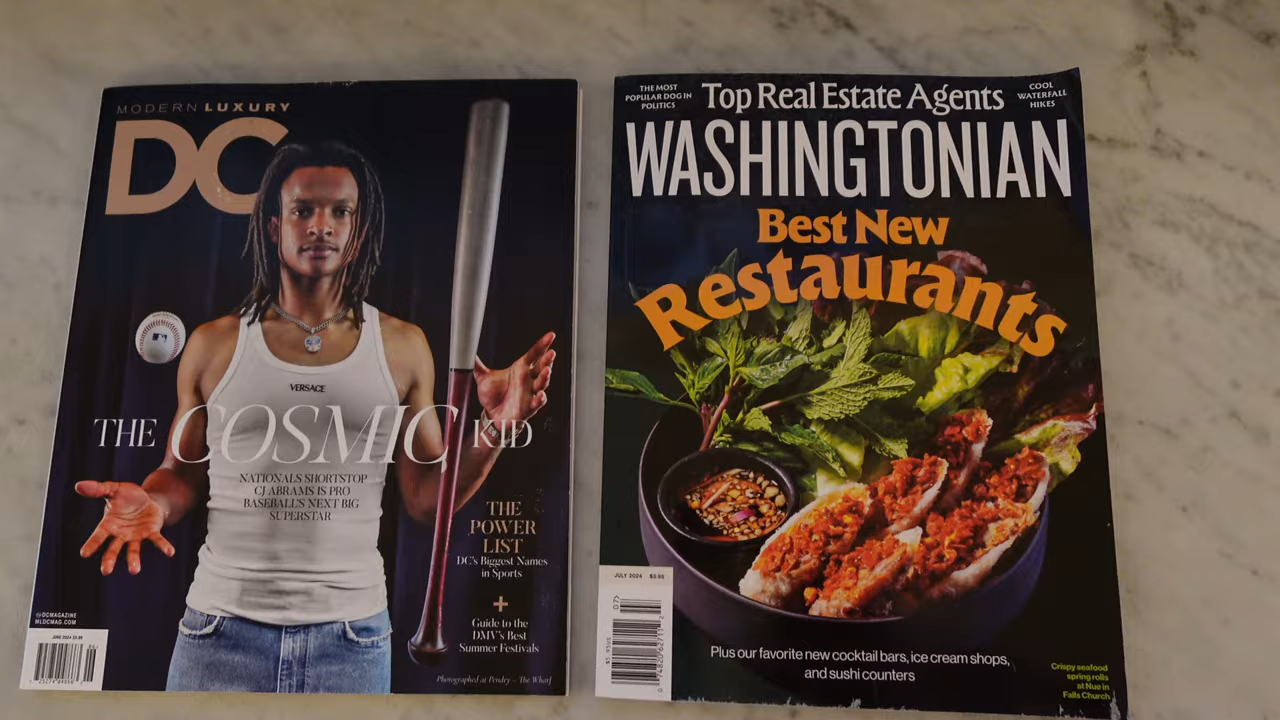 MODERN LUXURY
DC
VERSACE
THE COSMIC KID
NATIONALS SHORTSTOP
CJ ABRAMS IS PRO
BASEBALL'S NEXT BIG
SUPERSTAR
THE
POWER
LIST
DC's Biggest Names
in Sports
+
Guide to the
DMV's Best
Summer Festivals
@DCMAGAZINE
MLDCMAG.COM
JUNE 2024 $5.99
Photographed at Pendry – The Wharf
THE MOST
POPULAR DOG IN
POLITICS
Top Real Estate Agents
COOL
WATERFALL
HIKES
WASHINGTONIAN
Best New
Restaurants
JULY 2024 $5.95
Plus our favorite new cocktail bars, ice cream shops,
and sushi counters
Crispy seafood
spring rolls
at Nue in
Falls Church